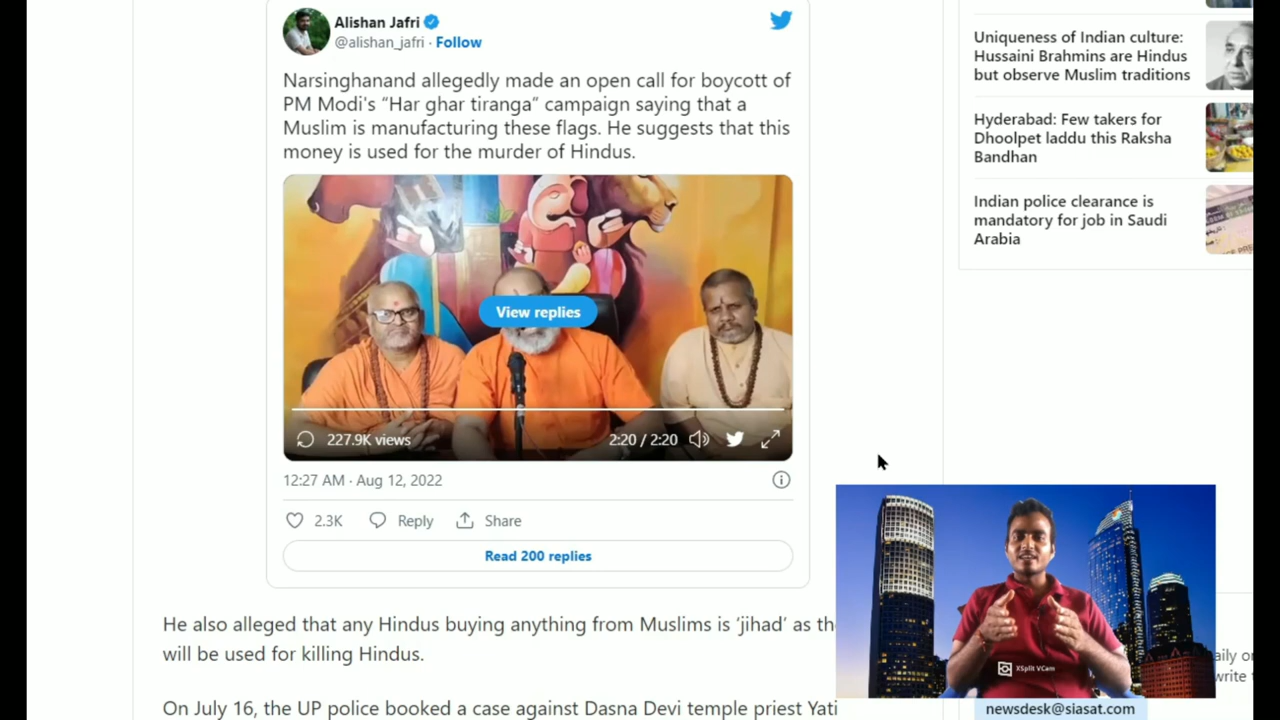 Alishan Jafri
@alishan_jafri · Follow
Narsinghanand allegedly made an open call for boycott of
PM Modi's “Har ghar tiranga” campaign saying that a
Muslim is manufacturing these flags. He suggests that this
money is used for the murder of Hindus.
View replies
227.9K views
2:20 / 2:20
12:27 AM · Aug 12, 2022
2.3K
Reply
Share
Read 200 replies
He also alleged that any Hindu buying anything from Muslims is ‘jihad’ as
will be used for killing Hindus.
On July 16, the UP police booked a case against Dasna Devi temple priest Yati
Uniqueness of Indian culture:
Hussaini Brahmins are Hindus
but observe Muslim traditions
Hyderabad: Few takers for
Dhoolpet laddu this Raksha
Bandhan
Indian police clearance is
mandatory for job in Saudi
Arabia
XSplit VCam
newsdesk@siasat.com